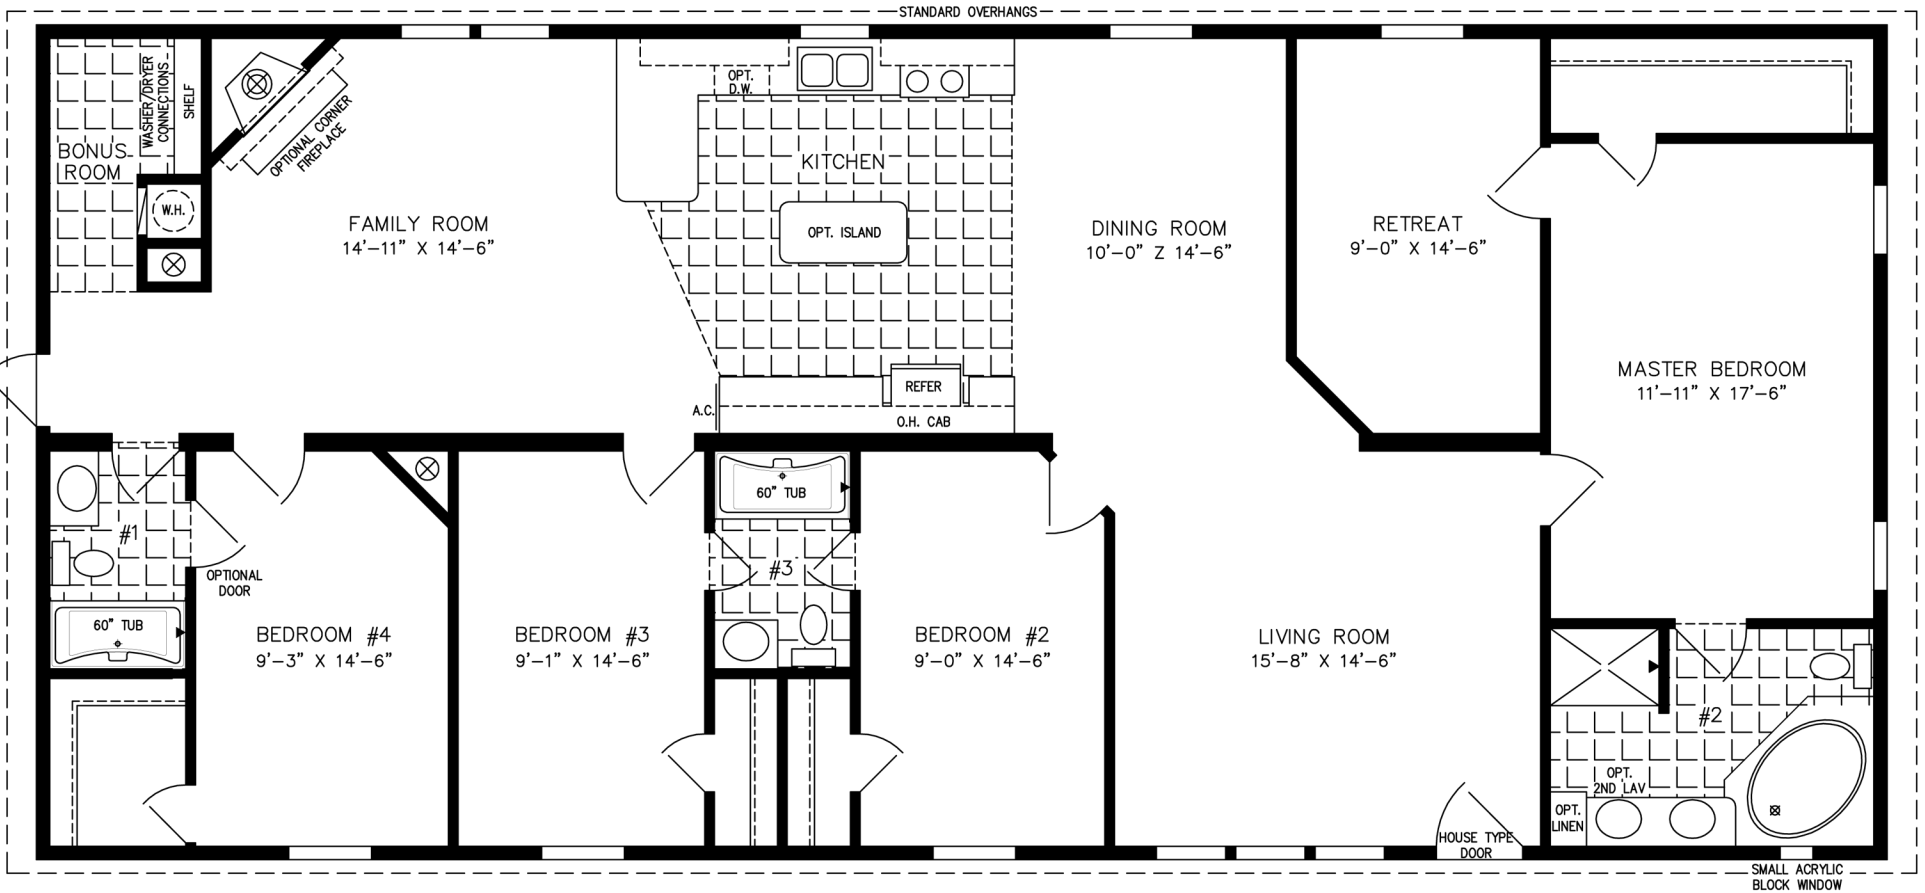 STANDARD OVERHANGS
WASHER/DRYER
CONNECTIONS
SHELF
BONUS
ROOM
W.H.
OPTIONAL CORNER
FIREPLACE
FAMILY ROOM
14'-11" X 14'-6"
OPT.
D.W.
KITCHEN
OPT. ISLAND
REFER
A.C.
O.H. CAB
DINING ROOM
10'-0" Z 14'-6"
RETREAT
9'-0" X 14'-6"
MASTER BEDROOM
11'-11" X 17'-6"
#1
OPTIONAL
DOOR
60" TUB
BEDROOM #4
9'-3" X 14'-6"
BEDROOM #3
9'-1" X 14'-6"
60" TUB
#3
BEDROOM #2
9'-0" X 14'-6"
LIVING ROOM
15'-8" X 14'-6"
HOUSE TYPE
DOOR
#2
OPT.
2ND LAV
OPT.
LINEN
SMALL ACRYLIC
BLOCK WINDOW